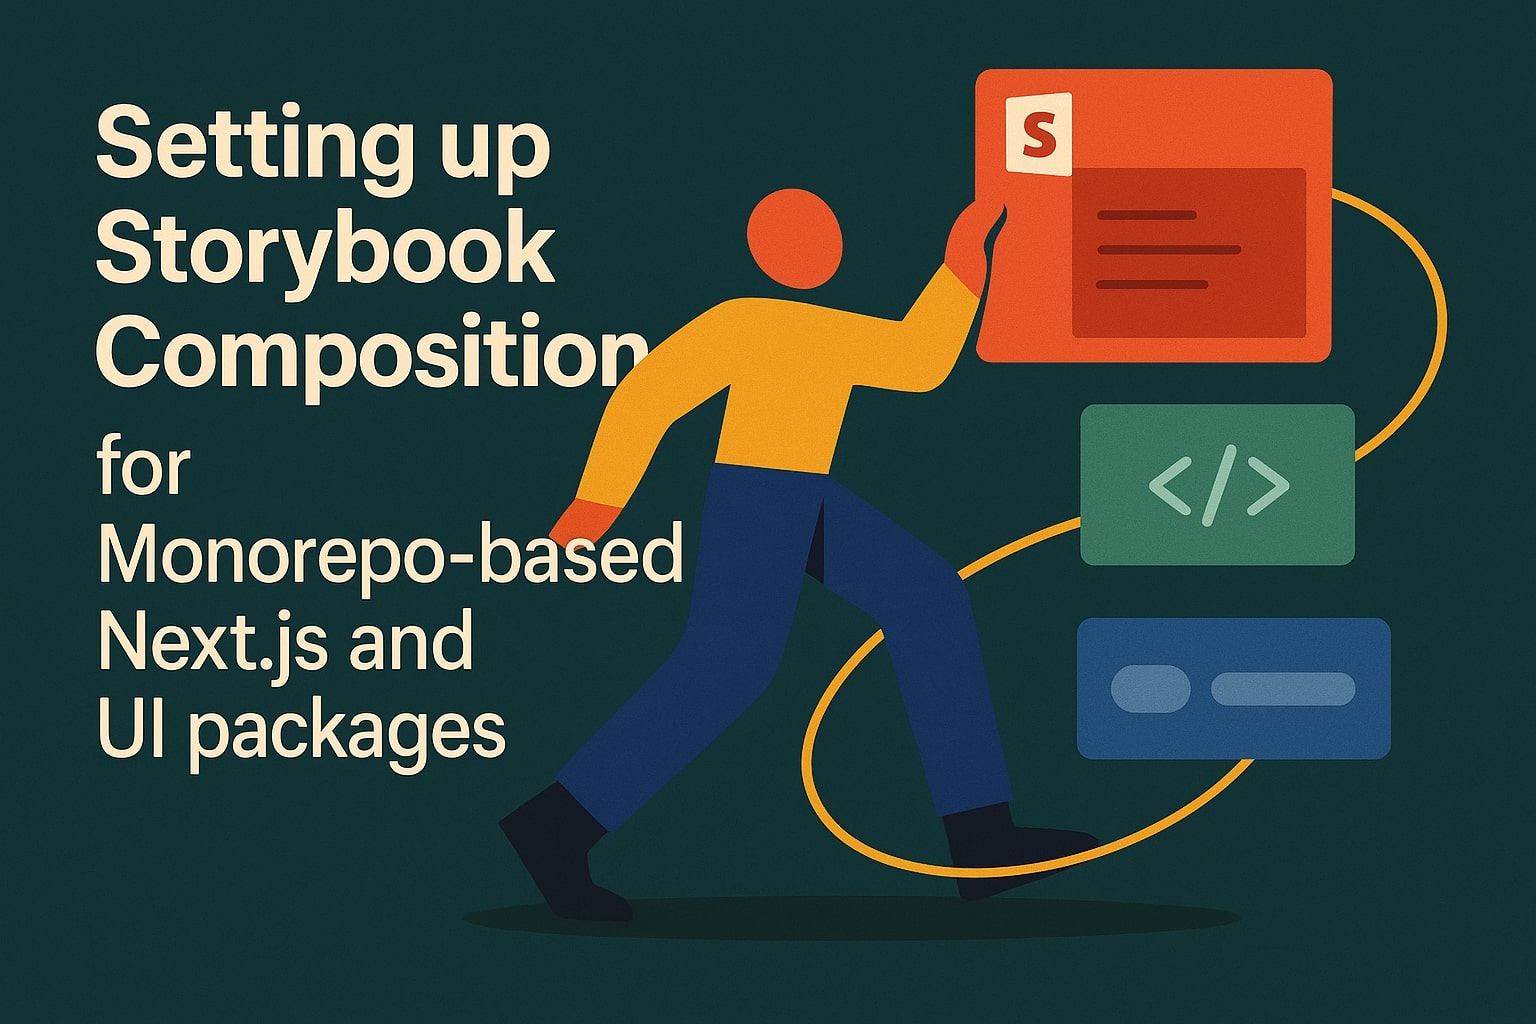 Setting up
Storybook
Composition
for
Monorepo-based
Next.js and
UI packages
S
</>